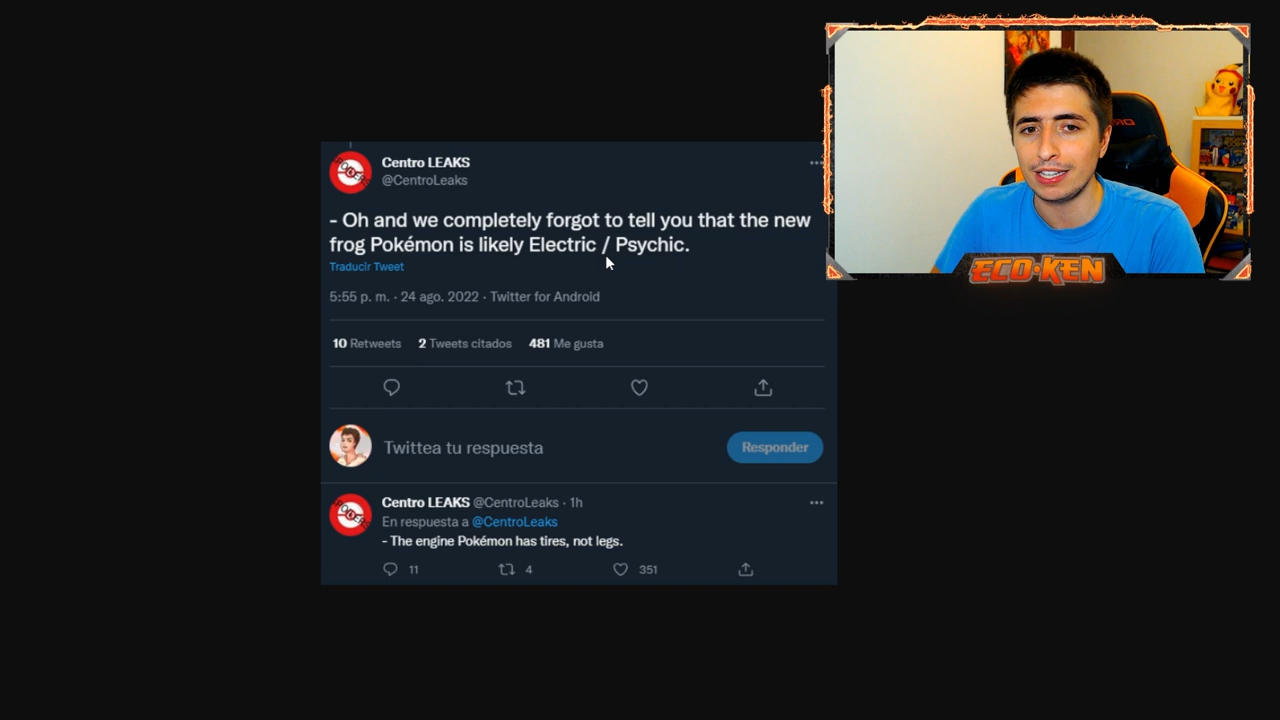 Centro LEAKS
@CentroLeaks
- Oh and we completely forgot to tell you that the new
frog Pokémon is likely Electric / Psychic.
Traducir Tweet
5:55 p. m. · 24 ago. 2022 · Twitter for Android
10 Retweets 2 Tweets citados 481 Me gusta
Twittea tu respuesta
Responder
Centro LEAKS @CentroLeaks · 1h
En respuesta a @CentroLeaks
- The engine Pokémon has tires, not legs.
11 4 351
ECO·KEN